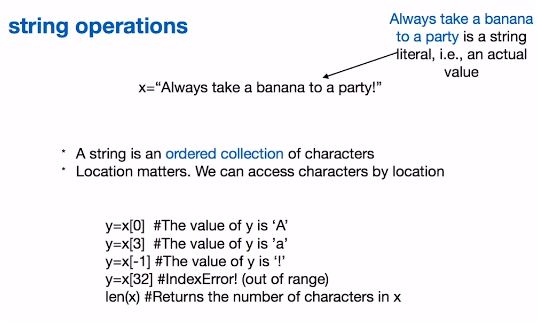 string operations
Always take a banana
to a party is a string
literal, i.e., an actual
value
x=“Always take a banana to a party!”
* A string is an ordered collection of characters
* Location matters. We can access characters by location
y=x[0] #The value of y is ‘A’
y=x[3] #The value of y is ’a’
y=x[-1] #The value of y is ‘!’
y=x[32] #IndexError! (out of range)
len(x) #Returns the number of characters in x